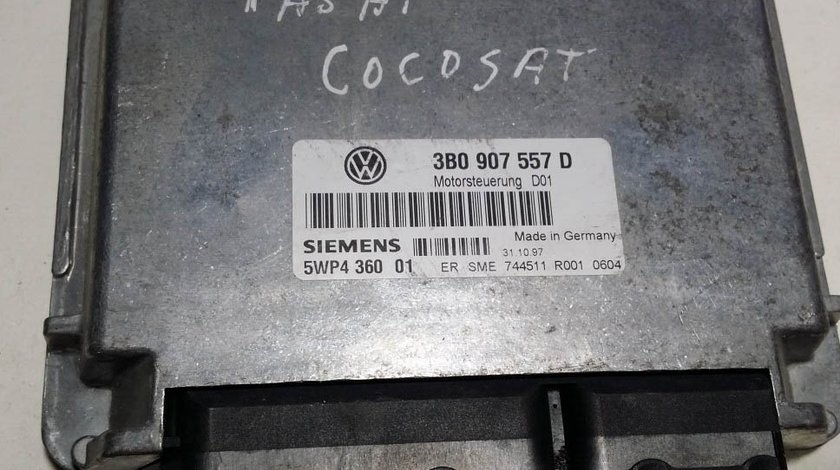 COCOSAT
3B0 907 557 D
Motorsteuerung D01
SIEMENS
Made in Germany
31.10.97
5WP4 360 01 ER SME 744511 R001 0604